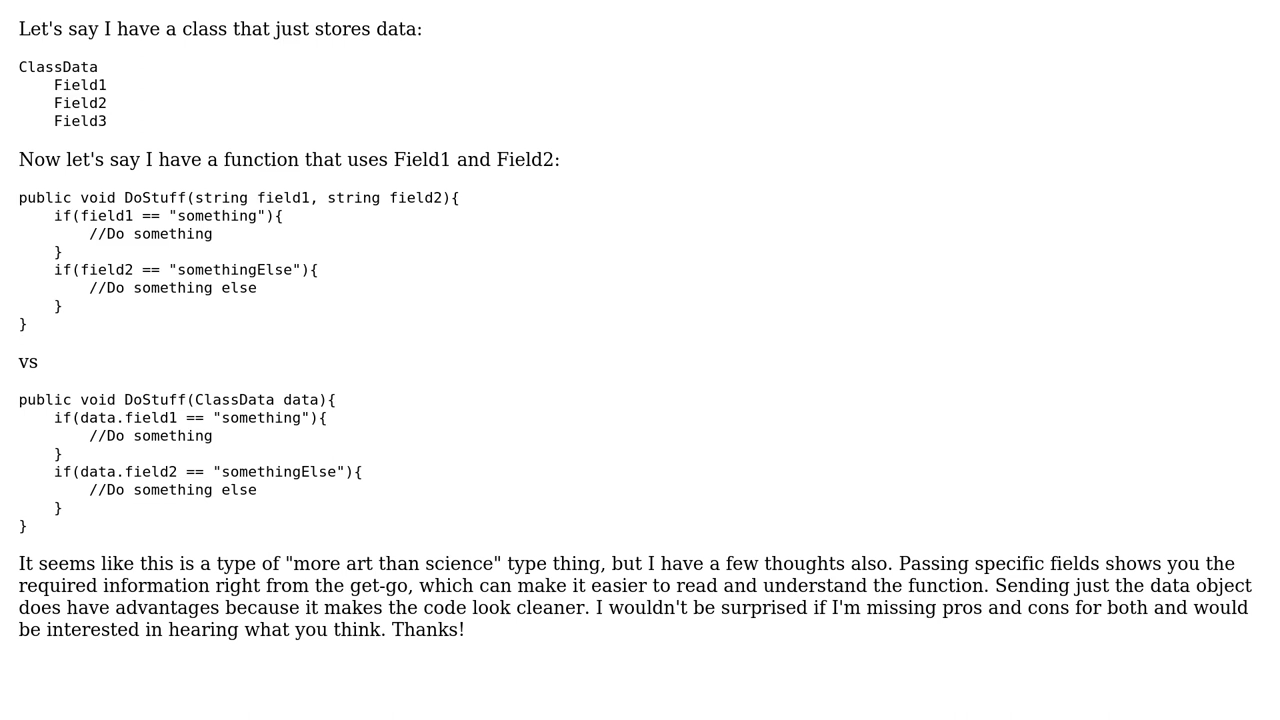 Let's say I have a class that just stores data:
ClassData
    Field1
    Field2
    Field3
Now let's say I have a function that uses Field1 and Field2:
public void DoStuff(string field1, string field2){
    if(field1 == "something"){
        //Do something
    }
    if(field2 == "somethingElse"){
        //Do something else
    }
}
vs
public void DoStuff(ClassData data){
    if(data.field1 == "something"){
        //Do something
    }
    if(data.field2 == "somethingElse"){
        //Do something else
    }
}
It seems like this is a type of "more art than science" type thing, but I have a few thoughts also. Passing specific fields shows you the
required information right from the get-go, which can make it easier to read and understand the function. Sending just the data object
does have advantages because it makes the code look cleaner. I wouldn't be surprised if I'm missing pros and cons for both and would
be interested in hearing what you think. Thanks!